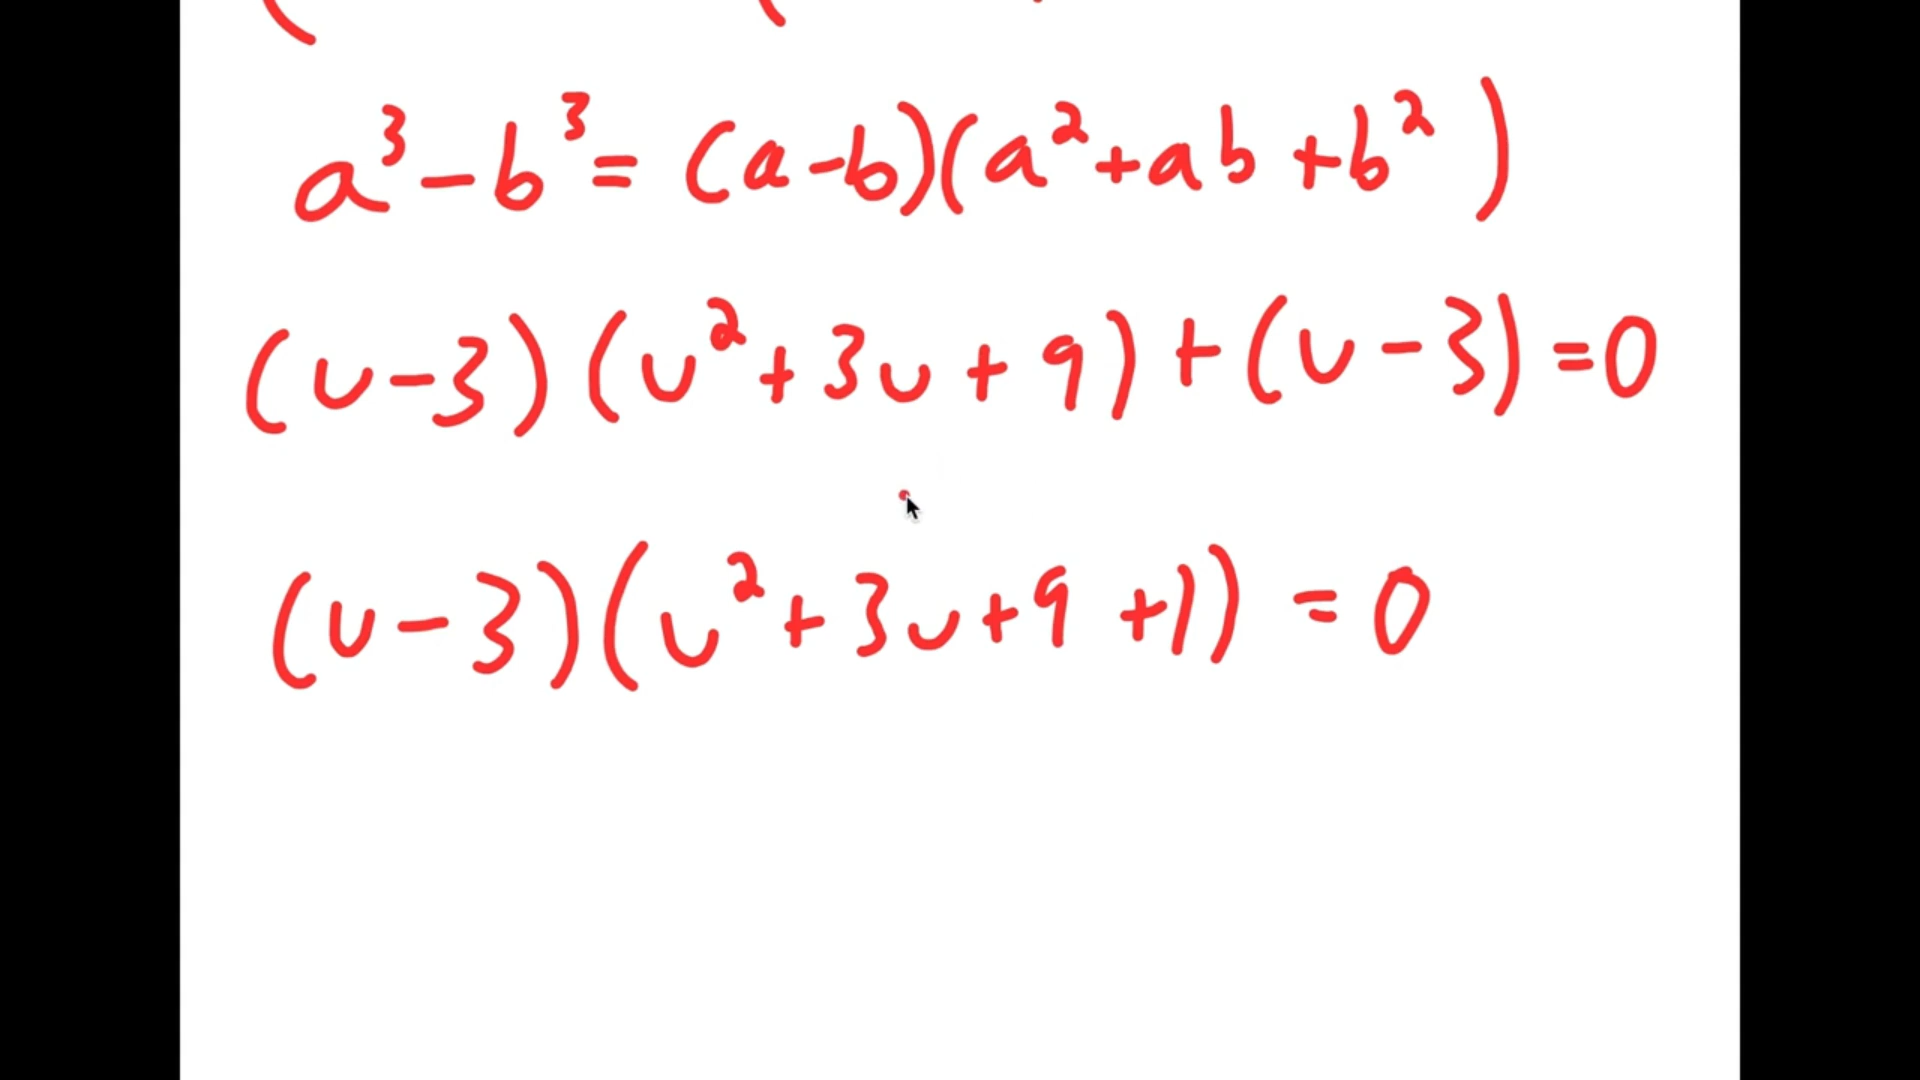 a³-b³= (a-b)(a²+ab+b²)
(u-3)(u²+3u+9)+(u-3)=0
(u-3)(u²+3u+9+1)=0